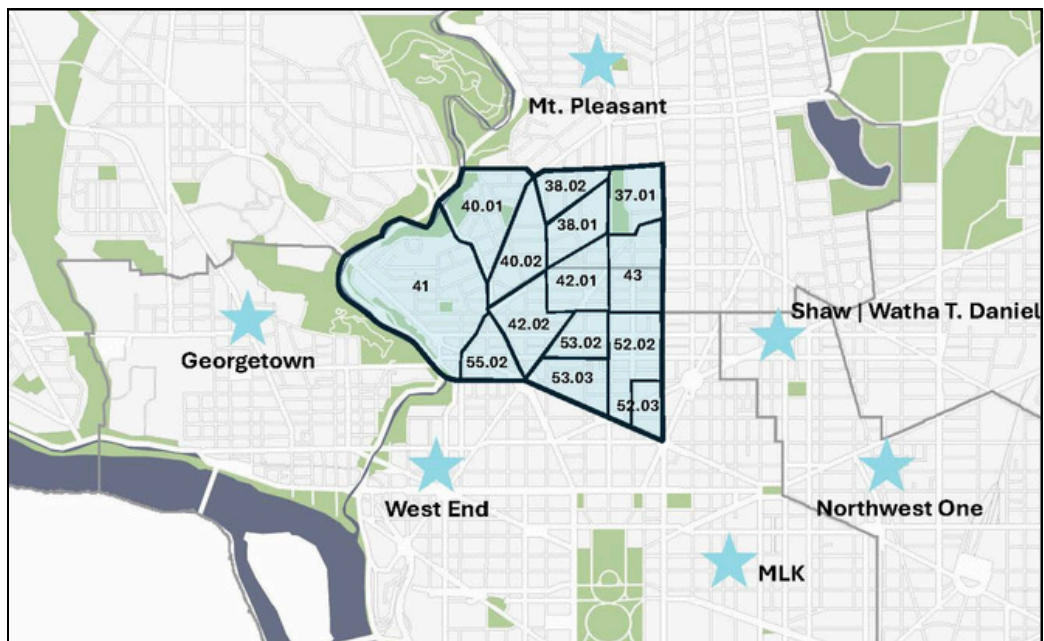 Mt. Pleasant
38.02
37.01
40.01
38.01
40.02
43
42.01
41
Shaw | Watha T. Daniel
42.02
53.02
52.02
Georgetown
55.02
53.03
52.03
West End
Northwest One
MLK